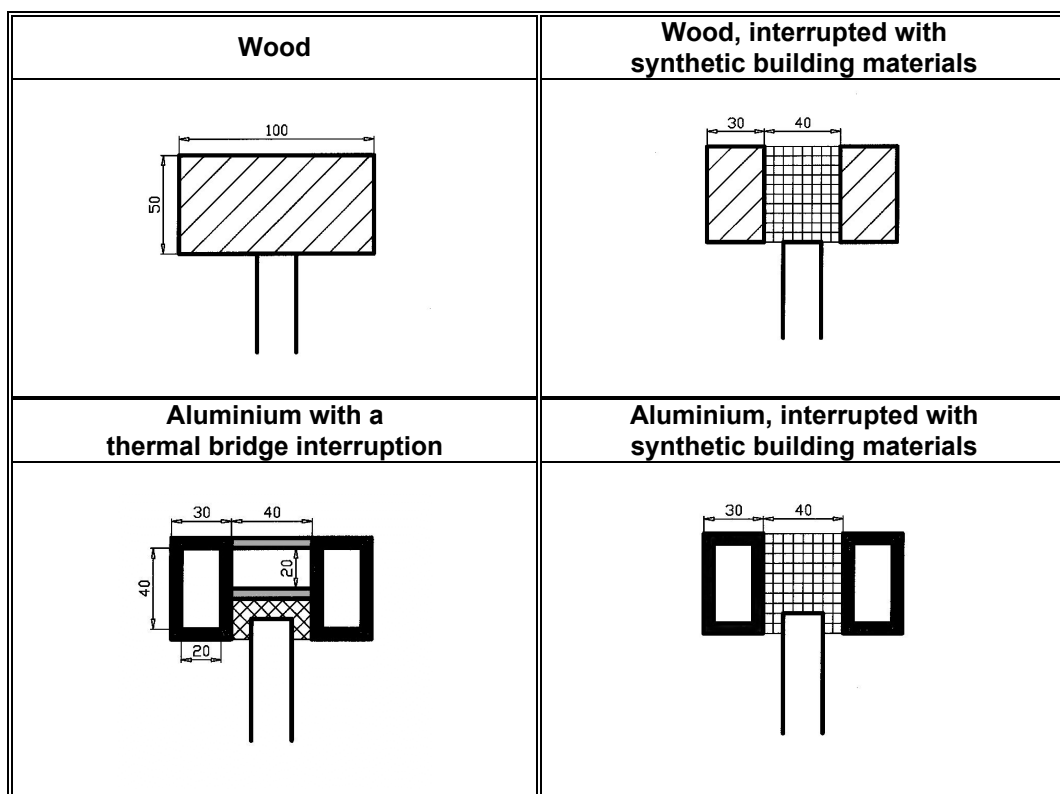 Wood
Wood, interrupted with
synthetic building materials
100
50
30 40
Aluminium with a
thermal bridge interruption
Aluminium, interrupted with
synthetic building materials
30 40
40
20
20
30 40